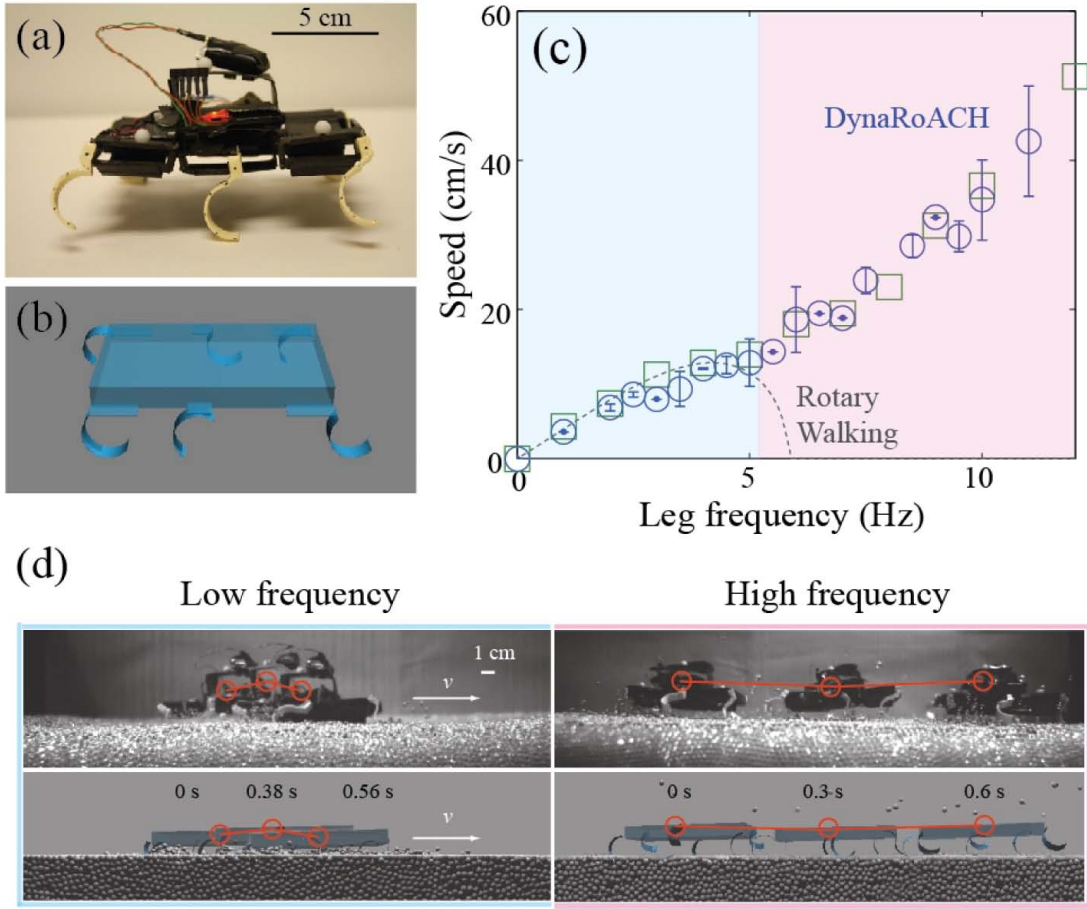 (a)
5 cm
(b)
(c)
60
40
20
0
0
5
10
Speed (cm/s)
Leg frequency (Hz)
DynaRoACH
Rotary
Walking
(d)
Low frequency
High frequency
1 cm
v
0 s
0.38 s
0.56 s
v
0 s
0.3 s
0.6 s